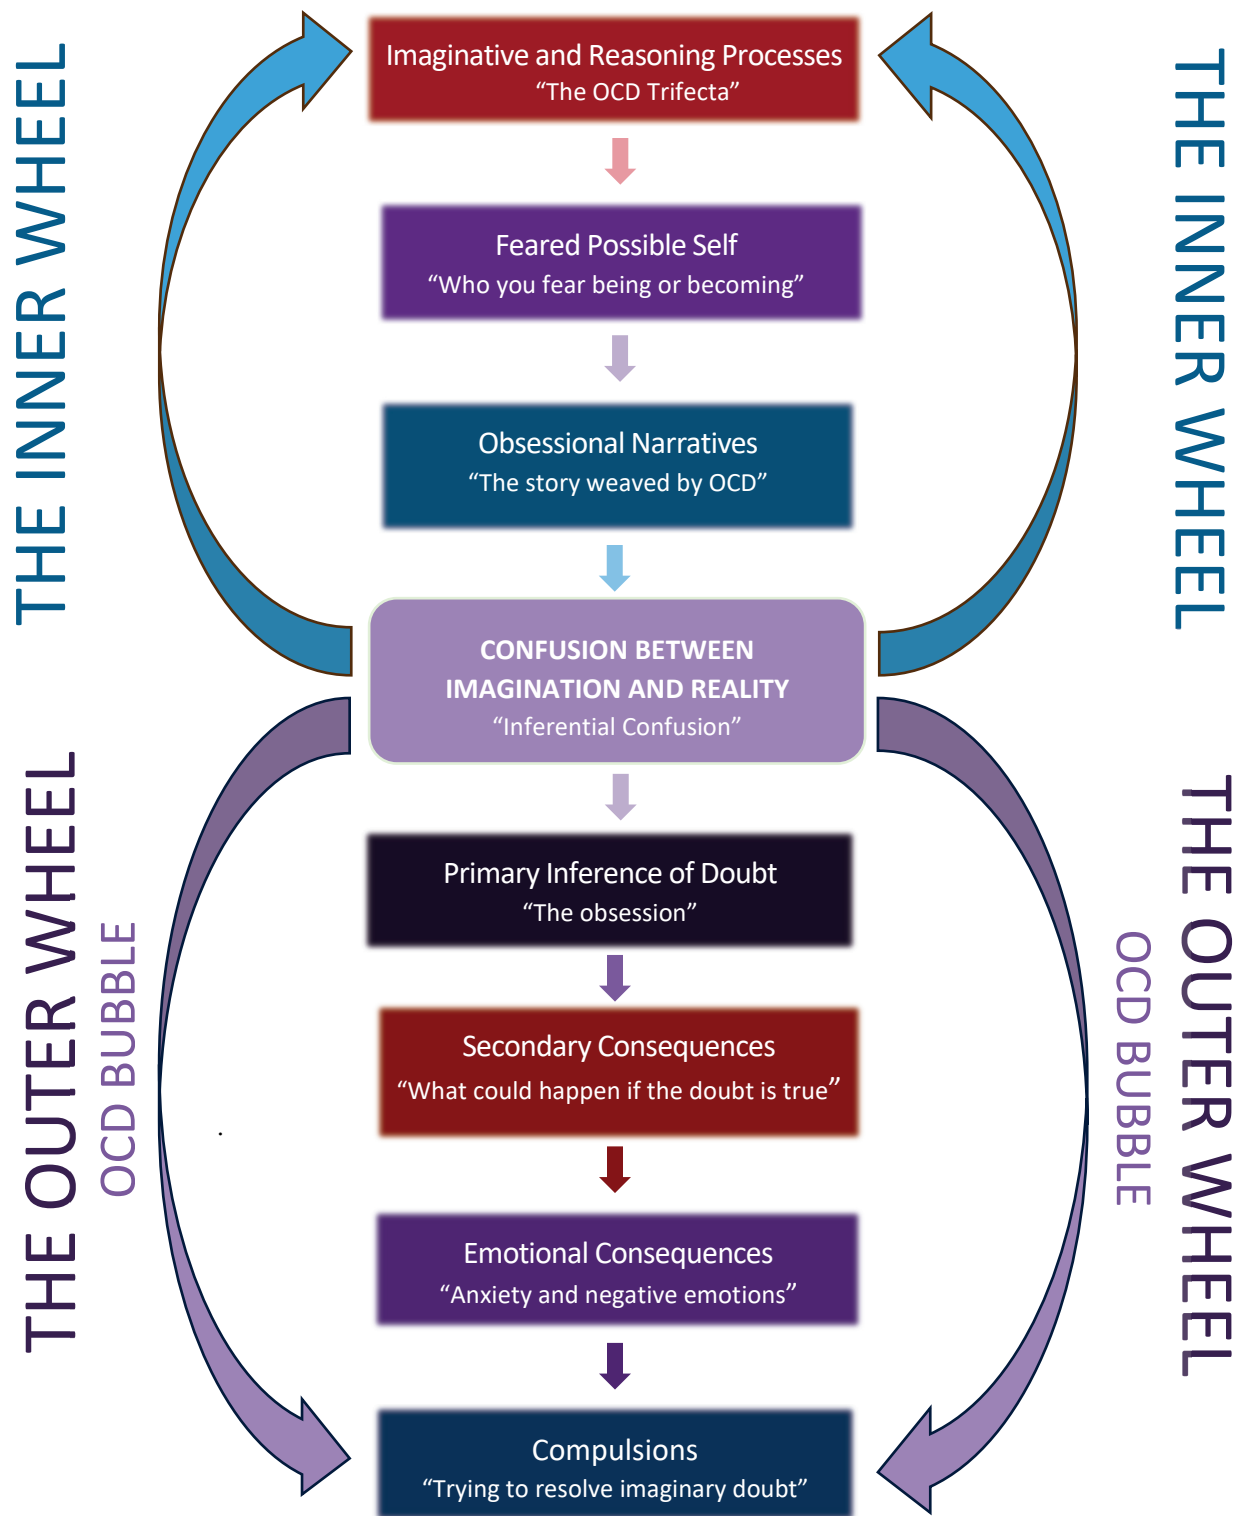 THE INNER WHEEL
THE INNER WHEEL
Imaginative and Reasoning Processes
“The OCD Trifecta”
Feared Possible Self
“Who you fear being or becoming”
Obsessional Narratives
“The story weaved by OCD”
CONFUSION BETWEEN
IMAGINATION AND REALITY
“Inferential Confusion”
THE OUTER WHEEL
OCD BUBBLE
THE OUTER WHEEL
OCD BUBBLE
Primary Inference of Doubt
“The obsession”
Secondary Consequences
“What could happen if the doubt is true”
Emotional Consequences
“Anxiety and negative emotions”
Compulsions
“Trying to resolve imaginary doubt”